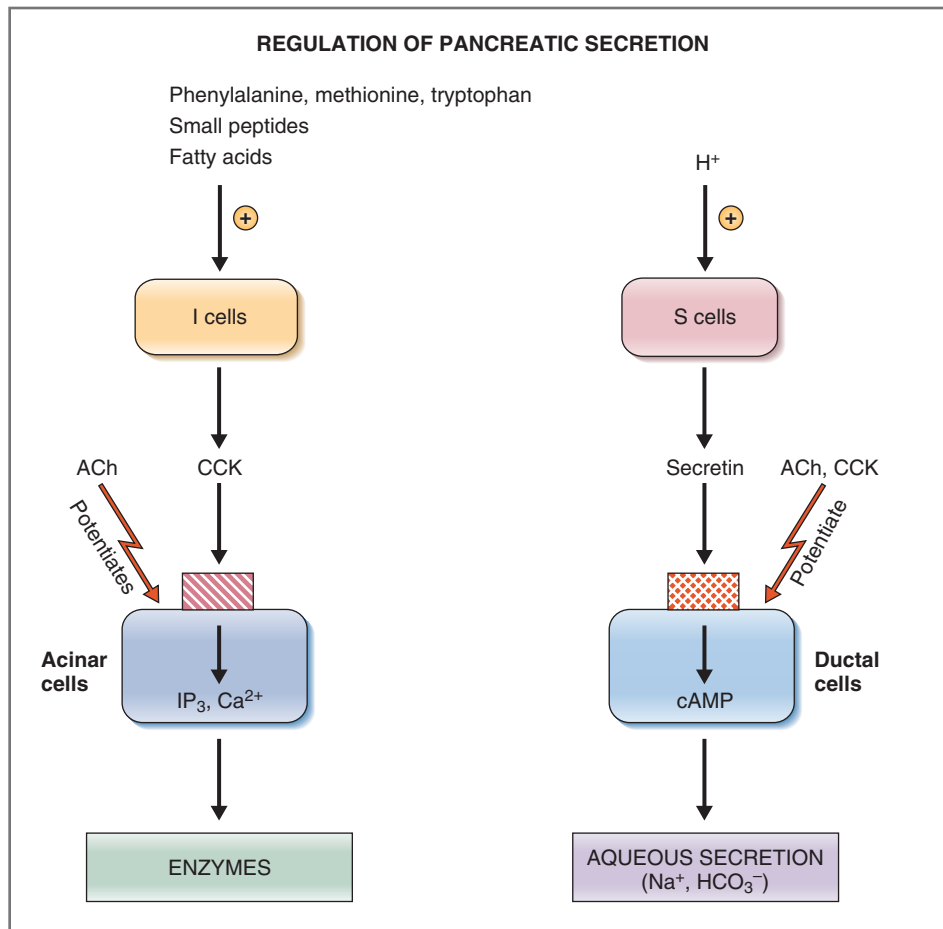 REGULATION OF PANCREATIC SECRETION
Phenylalanine, methionine, tryptophan
Small peptides
Fatty acids
H⁺
+
+
I cells
S cells
ACh
CCK
Secretin
ACh, CCK
Potentiates
Potentiate
Acinar
cells
IP₃, Ca²⁺
cAMP
Ductal
cells
ENZYMES
AQUEOUS SECRETION
(Na⁺, HCO₃⁻)